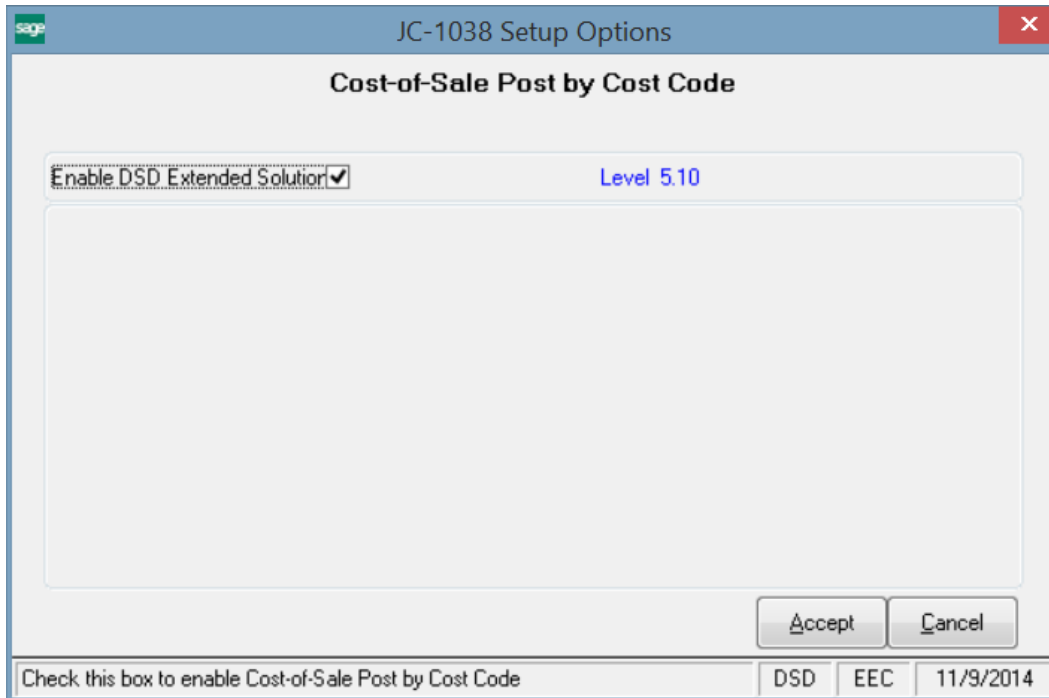 sage
JC-1038 Setup Options
Cost-of-Sale Post by Cost Code
Enable DSD Extended Solution Level 5.10
Accept Cancel
Check this box to enable Cost-of-Sale Post by Cost Code DSD EEC 11/9/2014